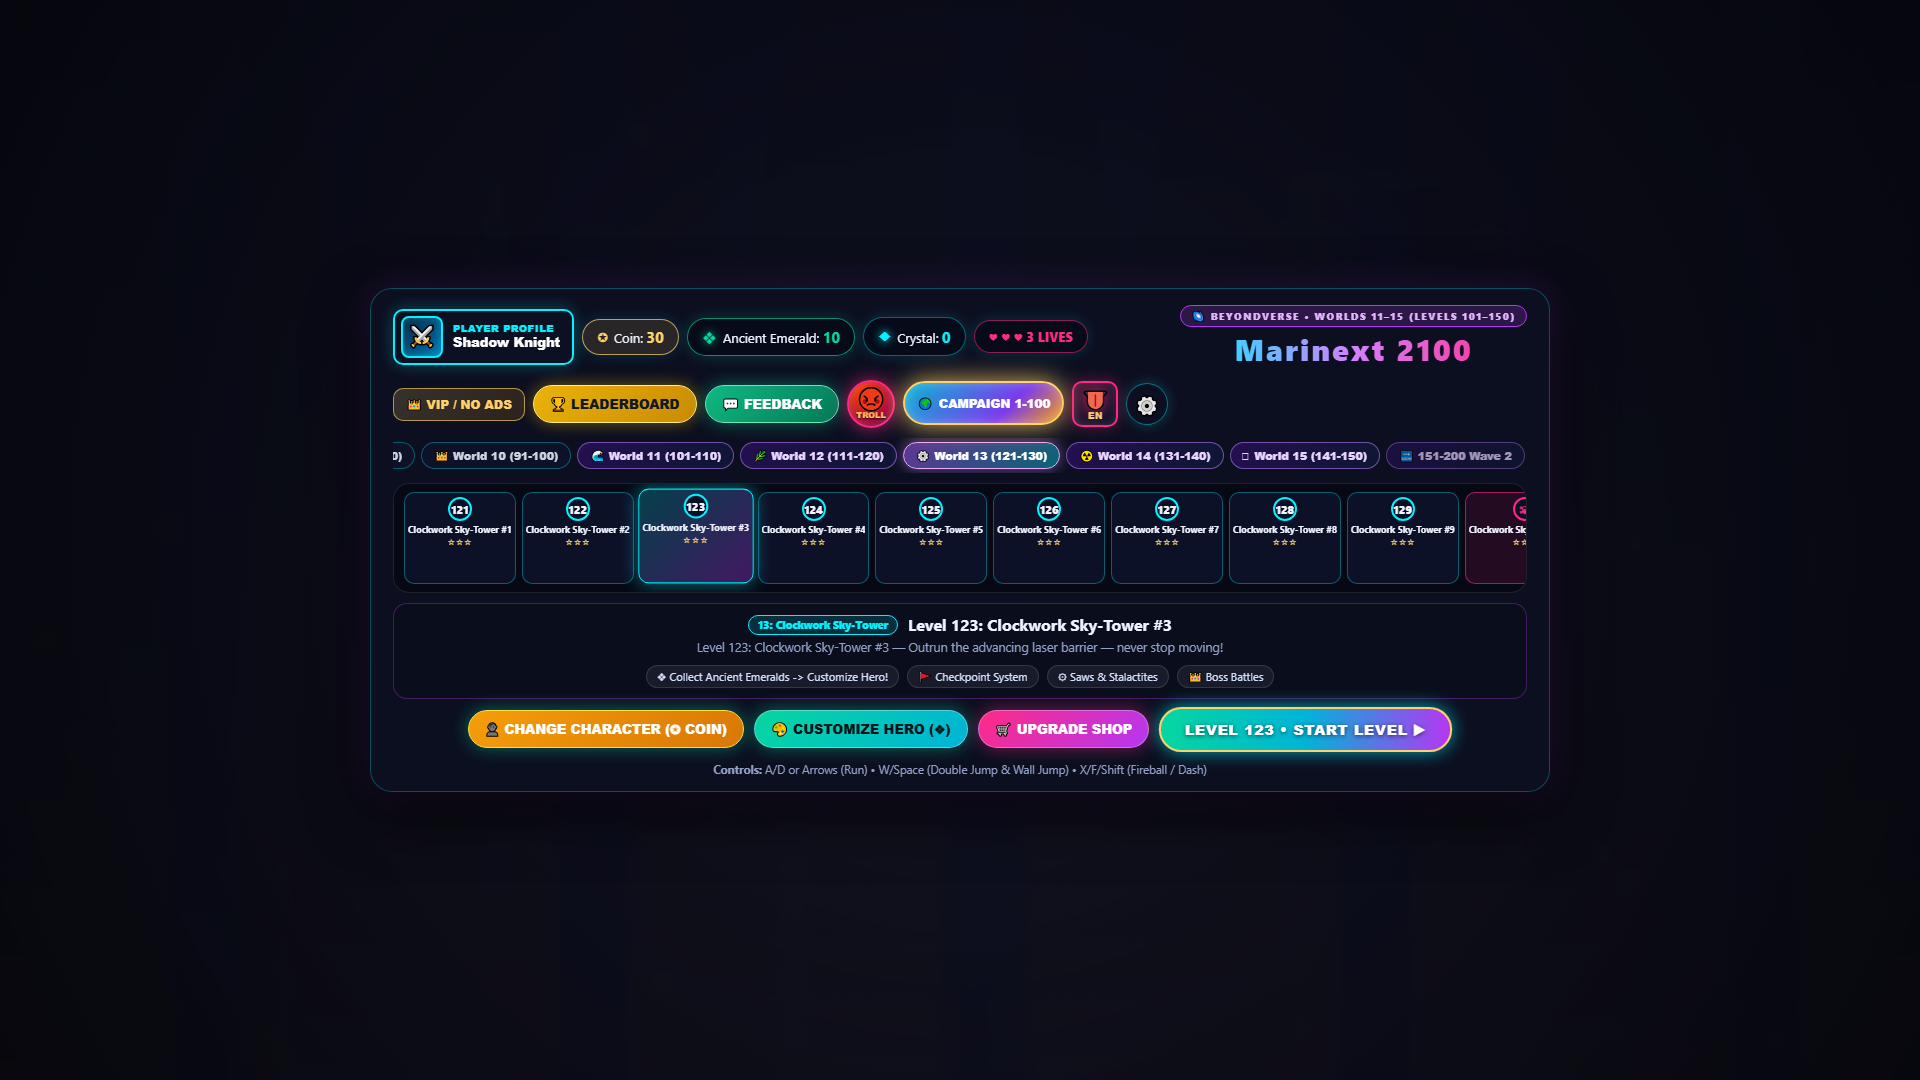 PLAYER PROFILE
Shadow Knight
Coin: 30
Ancient Emerald: 10
Crystal: 0
3 LIVES
BEYONDVERSE • WORLDS 11–15 (LEVELS 101–150)
Marinext 2100
VIP / NO ADS
LEADERBOARD
FEEDBACK
TROLL
CAMPAIGN 1-100
EN
0)
World 10 (91-100)
World 11 (101-110)
World 12 (111-120)
World 13 (121-130)
World 14 (131-140)
World 15 (141-150)
151-200 Wave 2
121
Clockwork Sky-Tower #1
122
Clockwork Sky-Tower #2
123
Clockwork Sky-Tower #3
124
Clockwork Sky-Tower #4
125
Clockwork Sky-Tower #5
126
Clockwork Sky-Tower #6
127
Clockwork Sky-Tower #7
128
Clockwork Sky-Tower #8
129
Clockwork Sky-Tower #9
Clockwork Sk
13: Clockwork Sky-Tower
Level 123: Clockwork Sky-Tower #3
Level 123: Clockwork Sky-Tower #3 — Outrun the advancing laser barrier — never stop moving!
❖ Collect Ancient Emeralds -> Customize Hero!
Checkpoint System
⚙ Saws & Stalactites
Boss Battles
CHANGE CHARACTER (✪ COIN)
CUSTOMIZE HERO (❖)
UPGRADE SHOP
LEVEL 123 • START LEVEL ▶
Controls: A/D or Arrows (Run) • W/Space (Double Jump & Wall Jump) • X/F/Shift (Fireball / Dash)